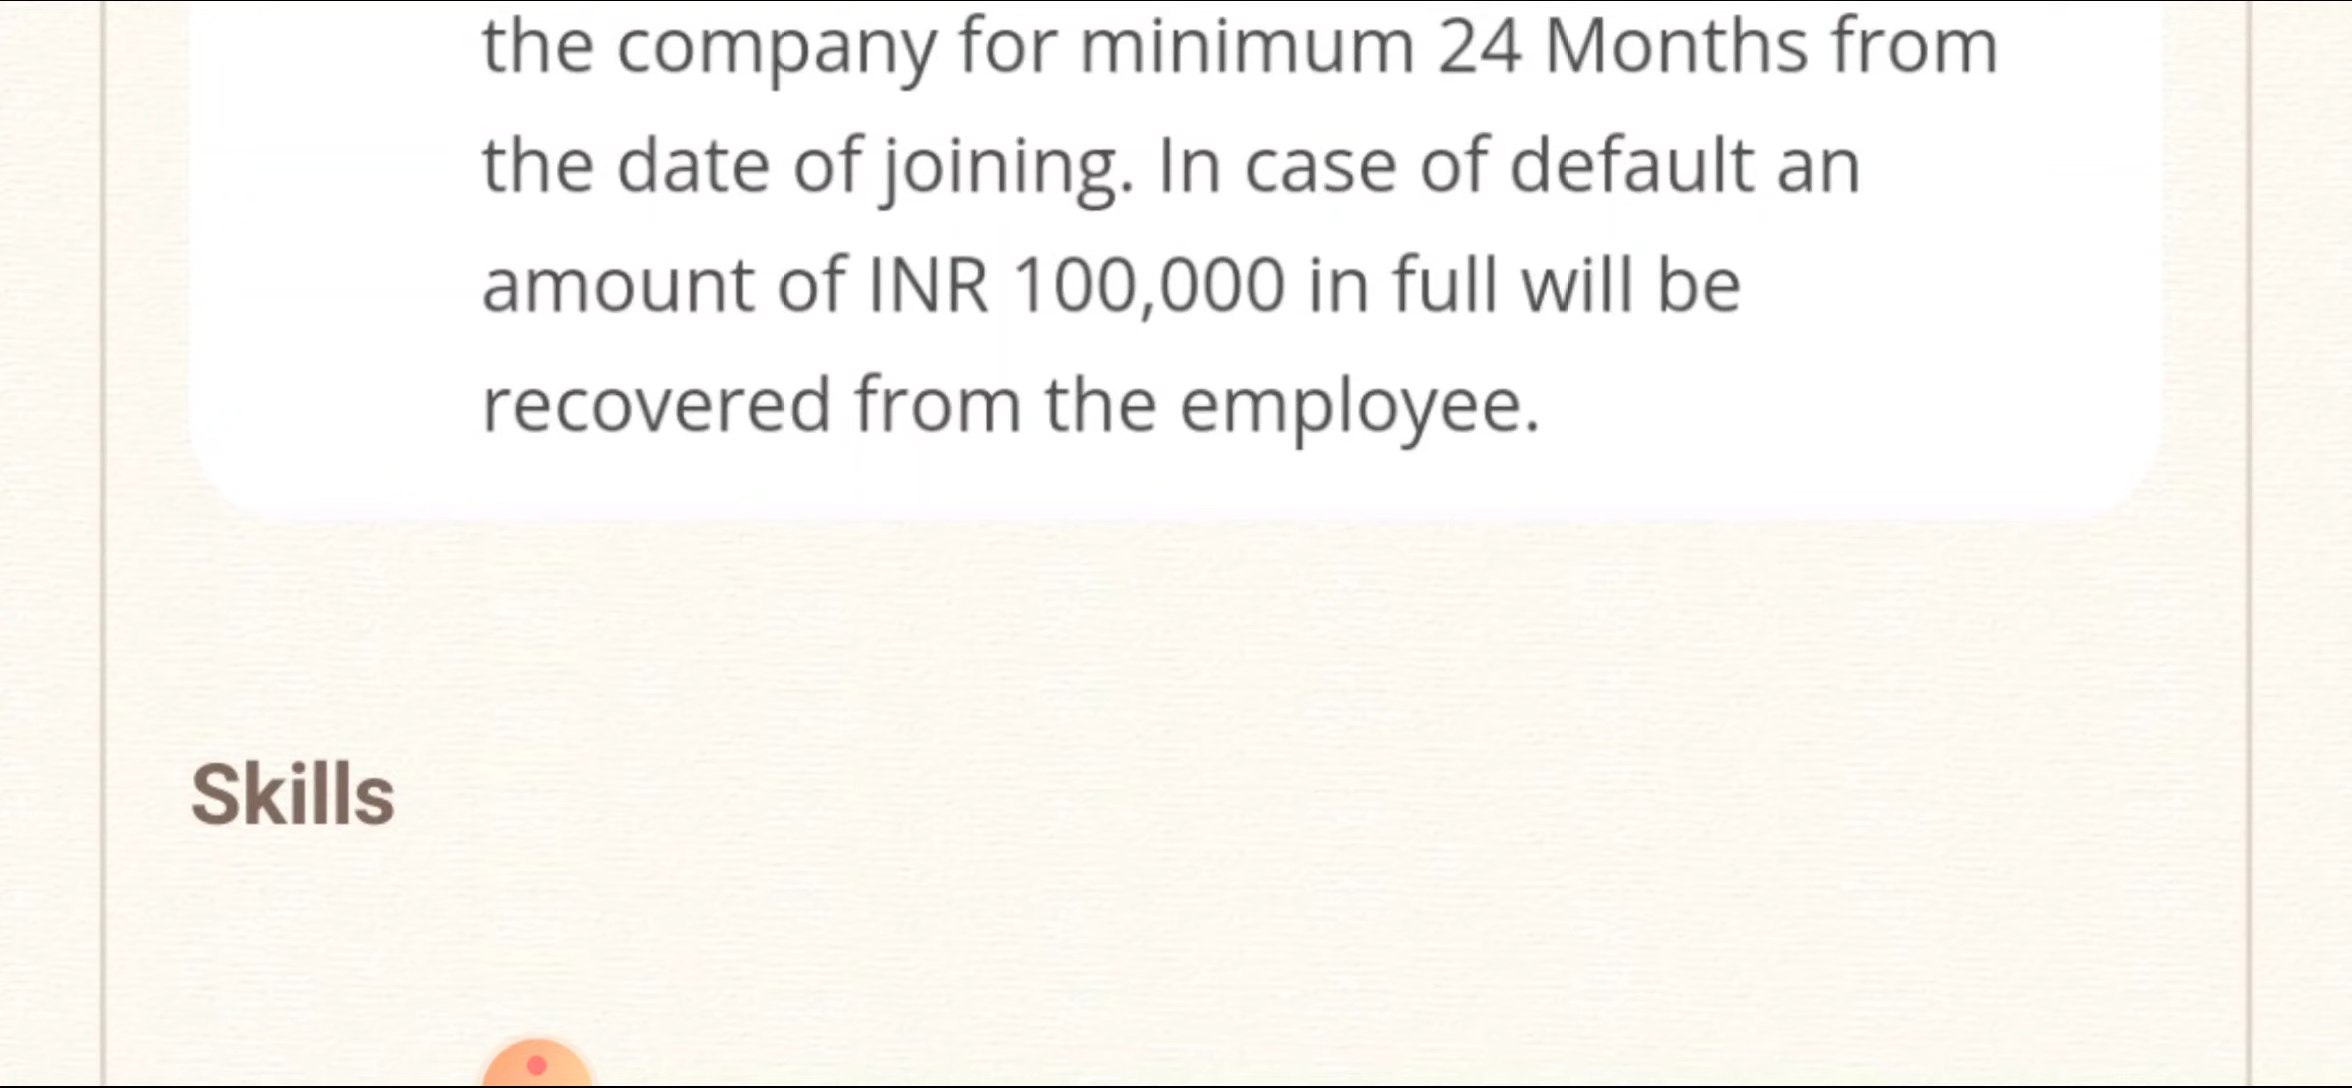 the company for minimum 24 Months from
the date of joining. In case of default an
amount of INR 100,000 in full will be
recovered from the employee.
Skills